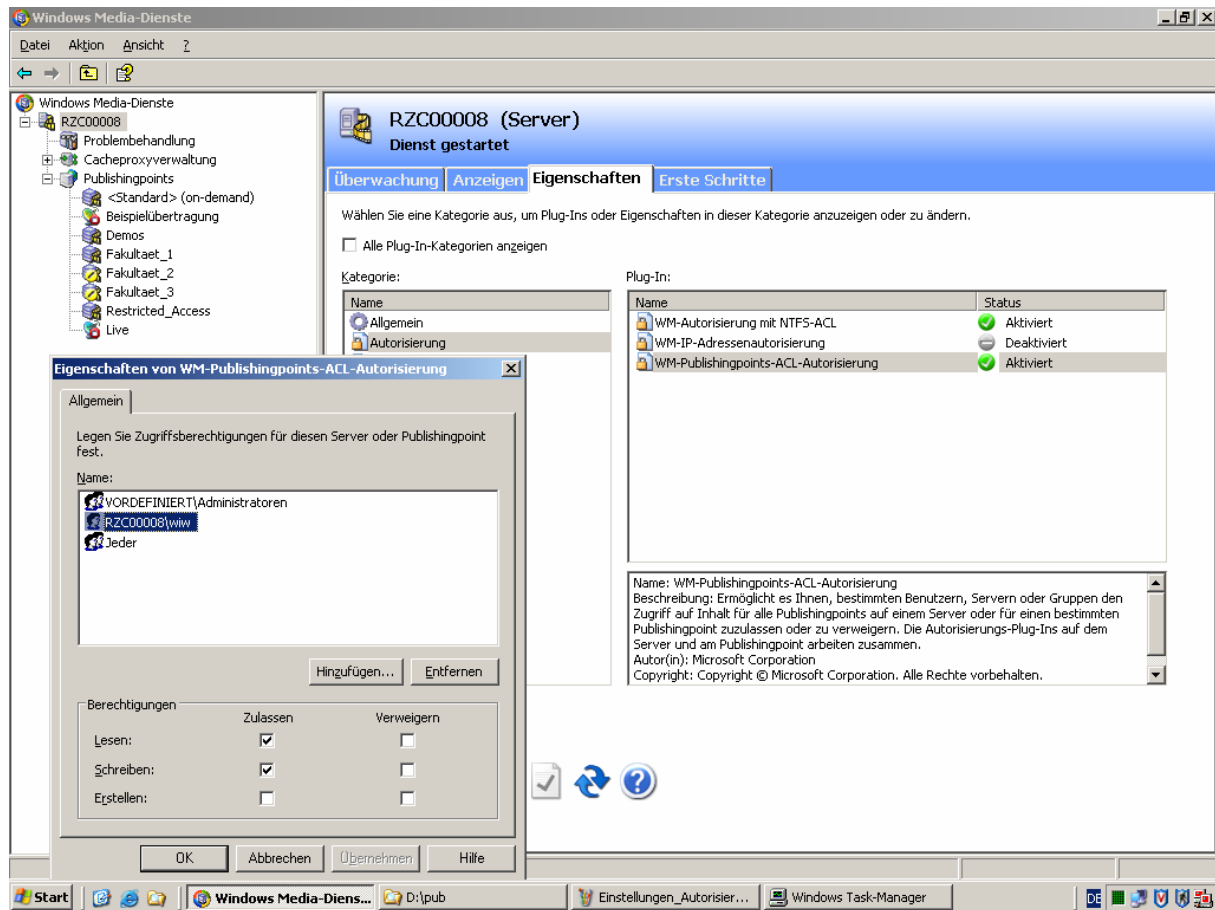 Windows Media-Dienste
Datei Aktion Ansicht ?
Windows Media-Dienste
RZC00008
Problembehandlung
Cacheproxyverwaltung
Publishingpoints
<Standard> (on-demand)
Beispielübertragung
Demos
Fakultaet_1
Fakultaet_2
Fakultaet_3
Restricted_Access
Live
RZC00008 (Server)
Dienst gestartet
Überwachung Anzeigen Eigenschaften Erste Schritte
Wählen Sie eine Kategorie aus, um Plug-Ins oder Eigenschaften in dieser Kategorie anzuzeigen oder zu ändern.
Alle Plug-In-Kategorien anzeigen
Kategorie:
Name
Allgemein
Autorisierung
Plug-In:
Name Status
WM-Autorisierung mit NTFS-ACL Aktiviert
WM-IP-Adressenautorisierung Deaktiviert
WM-Publishingpoints-ACL-Autorisierung Aktiviert
Name: WM-Publishingpoints-ACL-Autorisierung
Beschreibung: Ermöglicht es Ihnen, bestimmten Benutzern, Servern oder Gruppen den
Zugriff auf Inhalt für alle Publishingpoints auf einem Server oder für einen bestimmten
Publishingpoint zuzulassen oder zu verweigern. Die Autorisierungs-Plug-Ins auf dem
Server und am Publishingpoint arbeiten zusammen.
Autor(in): Microsoft Corporation
Copyright: Copyright © Microsoft Corporation. Alle Rechte vorbehalten.
Eigenschaften von WM-Publishingpoints-ACL-Autorisierung
Allgemein
Legen Sie Zugriffsberechtigungen für diesen Server oder Publishingpoint
fest.
Name:
VORDEFINIERT\Administratoren
RZC00008\wiw
Jeder
Hinzufügen... Entfernen
Berechtigungen
Zulassen Verweigern
Lesen:
Schreiben:
Erstellen:
OK Abbrechen Übernehmen Hilfe
Start Windows Media-Diens... D:\pub Einstellungen_Autorisier... Windows Task-Manager DE